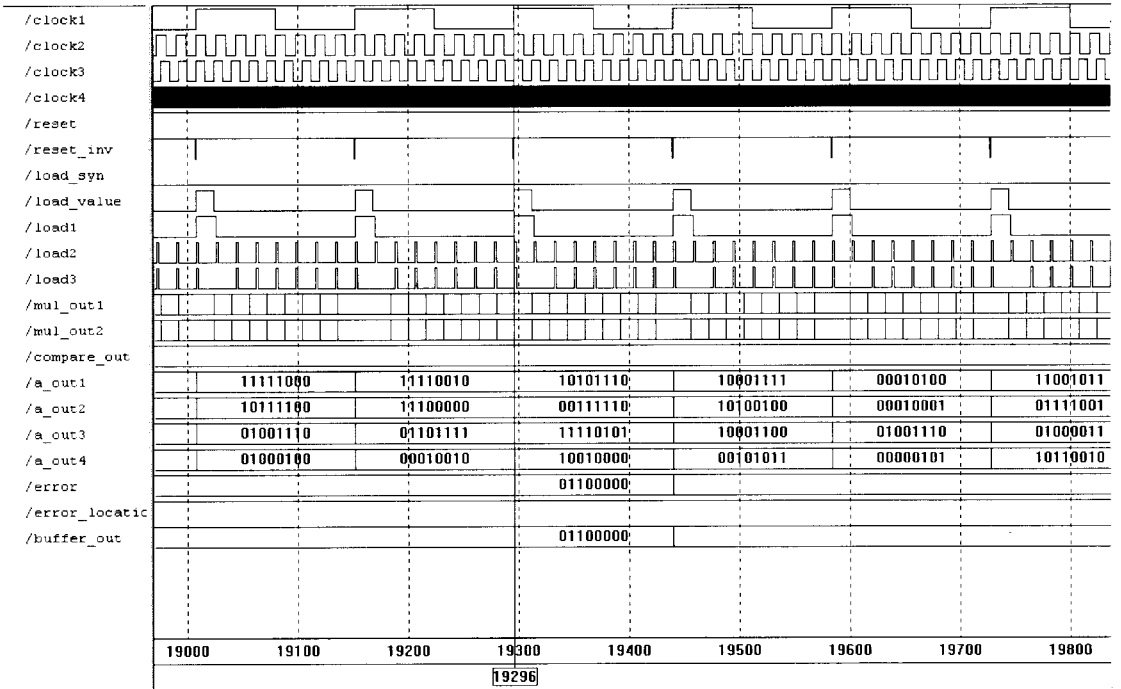 /clock1
/clock2
/clock3
/clock4
/reset
/reset_inv
/load_syn
/load_value
/load1
/load2
/load3
/mul_out1
/mul_out2
/compare_out
/a_out1 11111000 11110010 10101110 10001111 00010100 11001011
/a_out2 10111100 11100000 00111110 10100100 00010001 01111001
/a_out3 01001110 01101111 11110101 10001100 01001110 01000011
/a_out4 01000100 00010010 10010000 00101011 00000101 10110010
/error 01100000
/error_locatic
/buffer_out 01100000
19000 19100 19200 19300 19400 19500 19600 19700 19800
19296